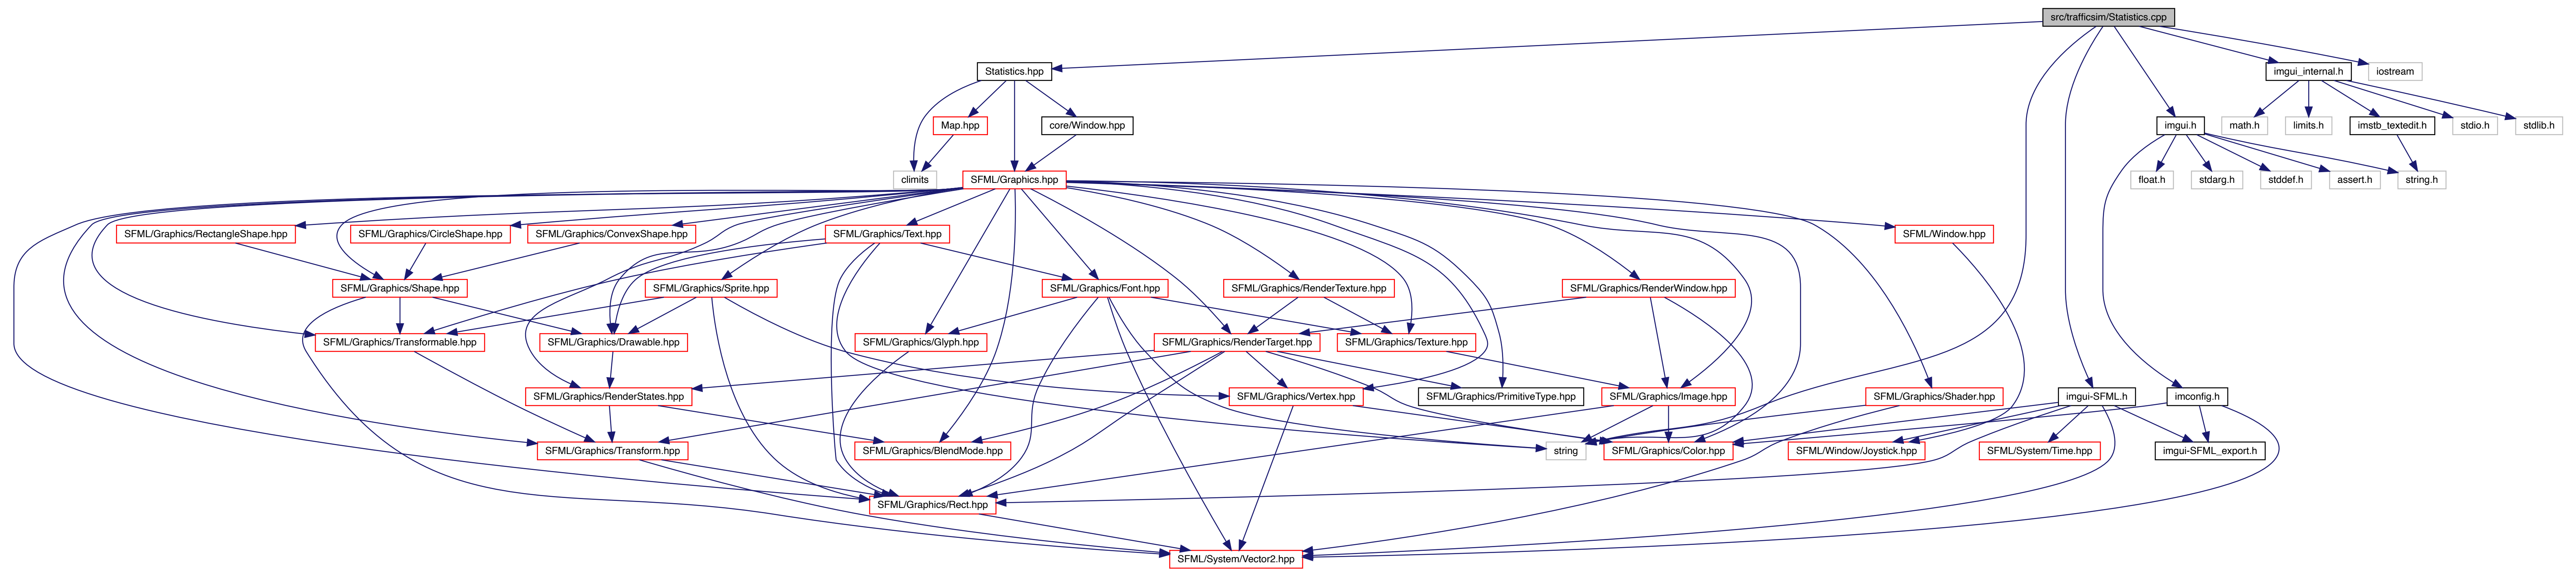 src/trafficsim/Statistics.cpp
Statistics.hpp
imgui_internal.h
iostream
Map.hpp
core/Window.hpp
imgui.h
math.h
limits.h
imstb_textedit.h
stdio.h
stdlib.h
climits
SFML/Graphics.hpp
float.h
stdarg.h
stddef.h
assert.h
string.h
SFML/Graphics/RectangleShape.hpp
SFML/Graphics/CircleShape.hpp
SFML/Graphics/ConvexShape.hpp
SFML/Graphics/Text.hpp
SFML/Window.hpp
SFML/Graphics/Shape.hpp
SFML/Graphics/Sprite.hpp
SFML/Graphics/Font.hpp
SFML/Graphics/RenderTexture.hpp
SFML/Graphics/RenderWindow.hpp
SFML/Graphics/Transformable.hpp
SFML/Graphics/Drawable.hpp
SFML/Graphics/Glyph.hpp
SFML/Graphics/RenderTarget.hpp
SFML/Graphics/Texture.hpp
SFML/Graphics/RenderStates.hpp
SFML/Graphics/Vertex.hpp
SFML/Graphics/PrimitiveType.hpp
SFML/Graphics/Image.hpp
SFML/Graphics/Shader.hpp
imgui-SFML.h
imconfig.h
SFML/Graphics/Transform.hpp
SFML/Graphics/BlendMode.hpp
string
SFML/Graphics/Color.hpp
SFML/Window/Joystick.hpp
SFML/System/Time.hpp
imgui-SFML_export.h
SFML/Graphics/Rect.hpp
SFML/System/Vector2.hpp